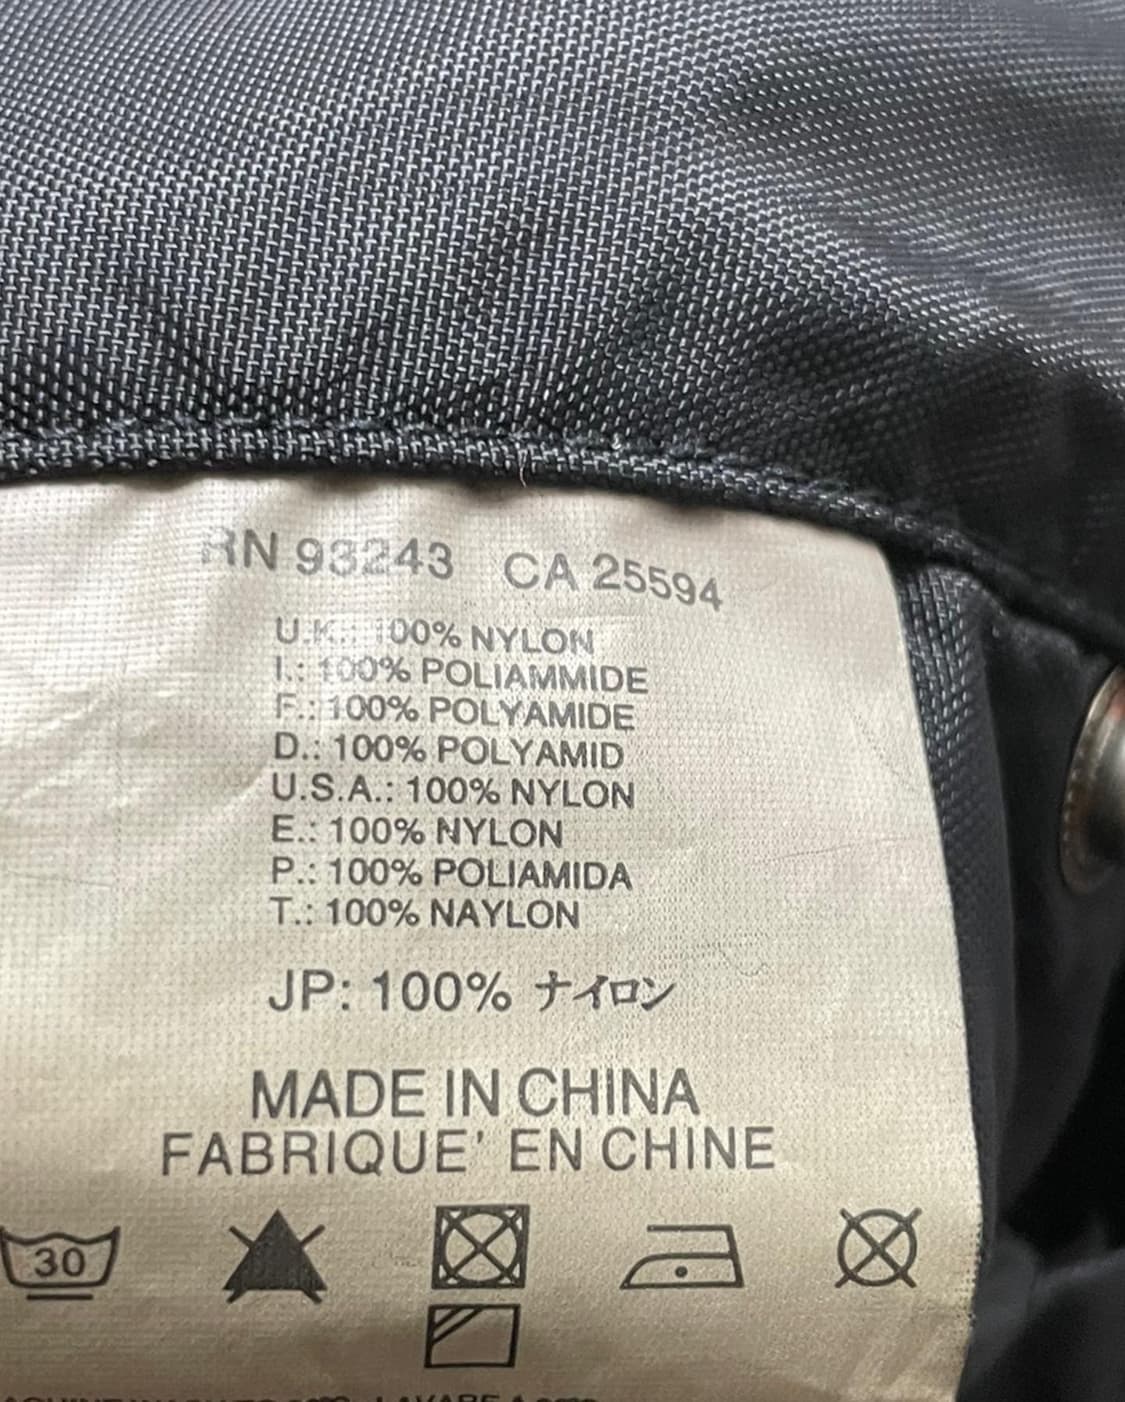 RN 93243 CA 25594
U.K.: 100% NYLON
I.: 100% POLIAMMIDE
F.: 100% POLYAMIDE
D.: 100% POLYAMID
U.S.A.: 100% NYLON
E.: 100% NYLON
P.: 100% POLIAMIDA
T.: 100% NAYLON
JP: 100% ナイロン
MADE IN CHINA
FABRIQUE' EN CHINE
30
LAVARE A